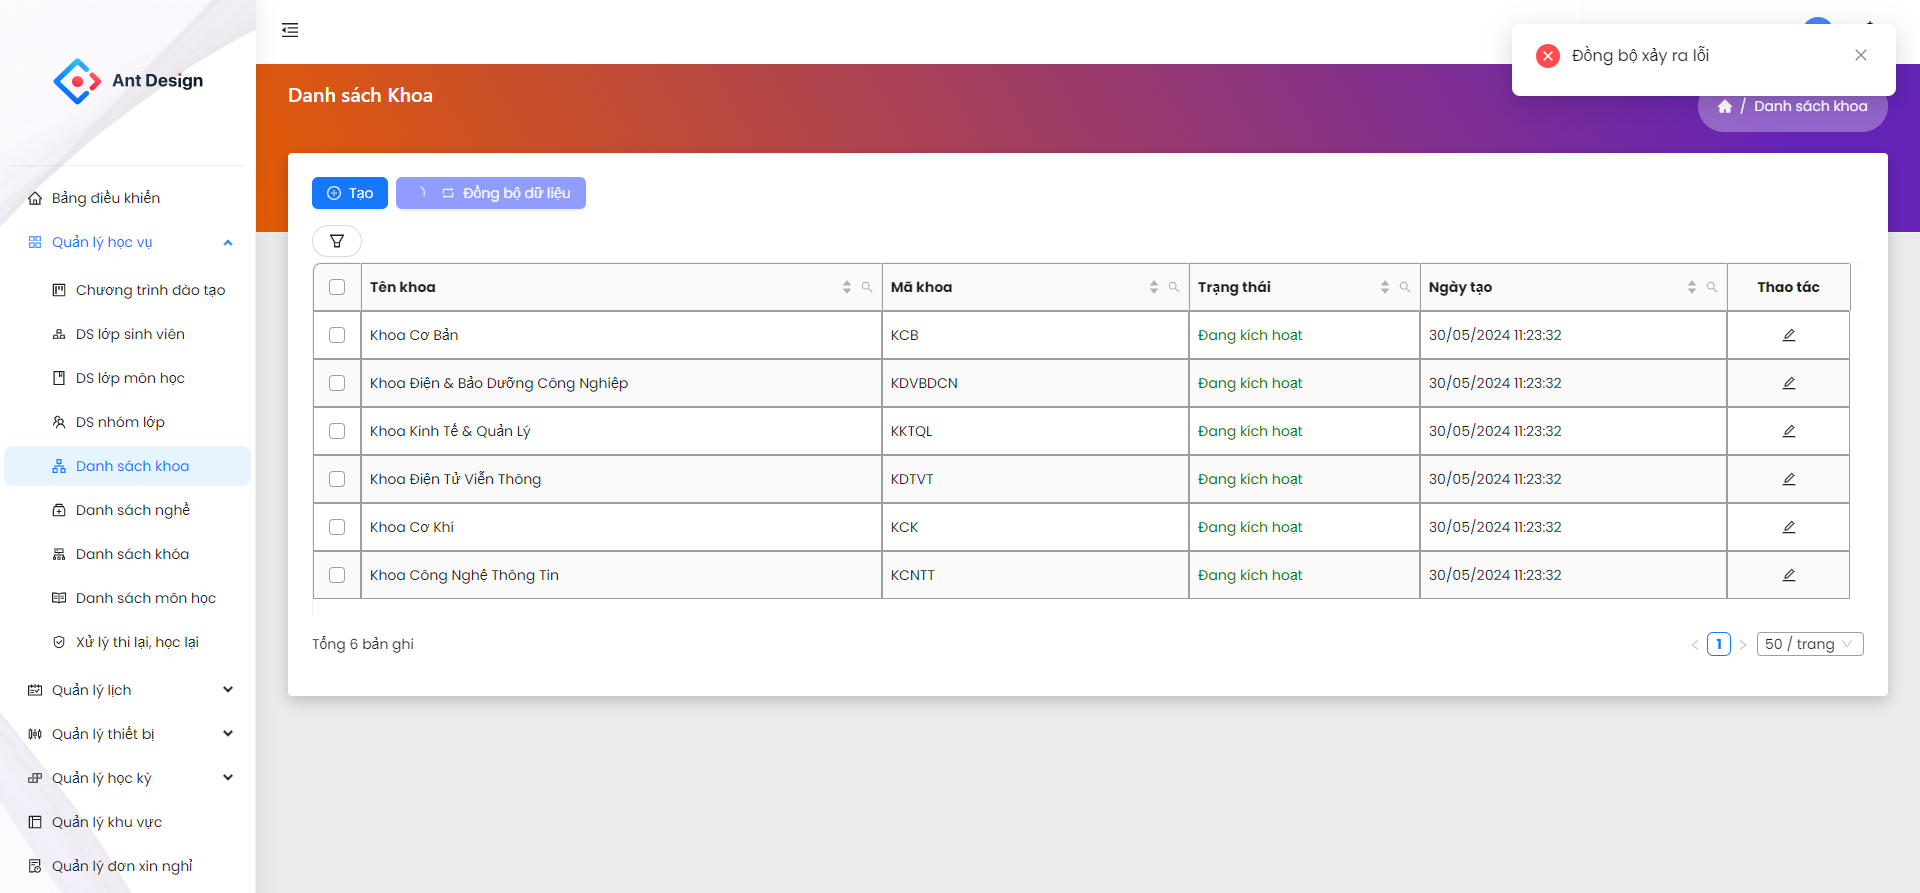 Ant Design
Bảng điều khiển
Quản lý học vụ
Chương trình đào tạo
DS lớp sinh viên
DS lớp môn học
DS nhóm lớp
Danh sách khoa
Danh sách nghề
Danh sách khóa
Danh sách môn học
Xử lý thi lại, học lại
Quản lý lịch
Quản lý thiết bị
Quản lý học kỳ
Quản lý khu vực
Quản lý đơn xin nghỉ
Đồng bộ xảy ra lỗi
Danh sách Khoa
/ Danh sách khoa
Tạo Đồng bộ dữ liệu
Tên khoa Mã khoa Trạng thái Ngày tạo Thao tác
Khoa Cơ Bản KCB Đang kích hoạt 30/05/2024 11:23:32
Khoa Điện & Bảo Dưỡng Công Nghiệp KDVBDCN Đang kích hoạt 30/05/2024 11:23:32
Khoa Kinh Tế & Quản Lý KKTQL Đang kích hoạt 30/05/2024 11:23:32
Khoa Điện Tử Viễn Thông KDTVT Đang kích hoạt 30/05/2024 11:23:32
Khoa Cơ Khí KCK Đang kích hoạt 30/05/2024 11:23:32
Khoa Công Nghệ Thông Tin KCNTT Đang kích hoạt 30/05/2024 11:23:32
Tổng 6 bản ghi < 1 > 50 / trang